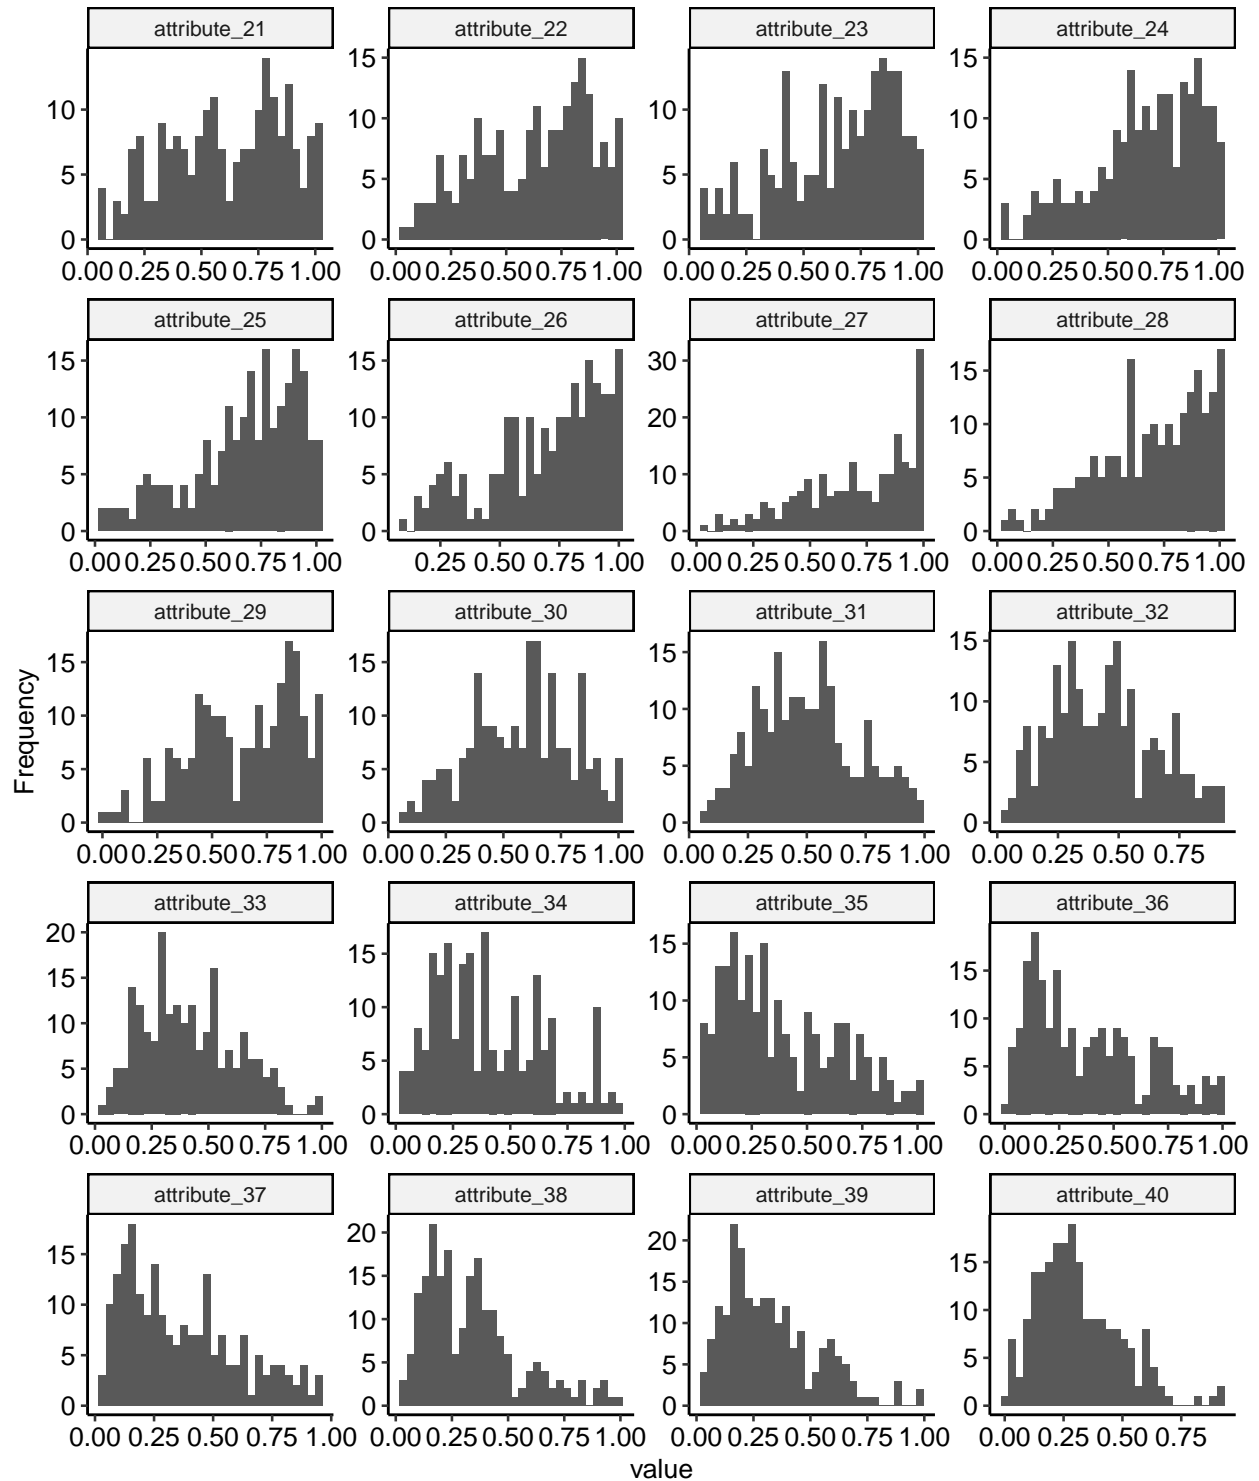 attribute_21 attribute_22 attribute_23 attribute_24
15 15
10 10 10 10
5 5 5 5
0 0 0 0
0.00 0.25 0.50 0.75 1.00 0.00 0.25 0.50 0.75 1.00 0.00 0.25 0.50 0.75 1.00 0.00 0.25 0.50 0.75 1.00
attribute_25 attribute_26 attribute_27 attribute_28
15 15 30 15
10 10 20 10
5 5 10 5
0 0 0 0
0.00 0.25 0.50 0.75 1.00 0.25 0.50 0.75 1.00 0.00 0.25 0.50 0.75 1.00 0.00 0.25 0.50 0.75 1.00
attribute_29 attribute_30 attribute_31 attribute_32
15 15 15 15
10 10 10 10
5 5 5 5
0 0 0 0
0.00 0.25 0.50 0.75 1.00 0.00 0.25 0.50 0.75 1.00 0.00 0.25 0.50 0.75 1.00 0.00 0.25 0.50 0.75
Frequency
attribute_33 attribute_34 attribute_35 attribute_36
20
15 15 15 15
10 10 10 10
5 5 5 5
0 0 0 0
0.00 0.25 0.50 0.75 1.00 0.00 0.25 0.50 0.75 1.00 0.00 0.25 0.50 0.75 1.00 0.00 0.25 0.50 0.75 1.00
attribute_37 attribute_38 attribute_39 attribute_40
20 20
15 15 15 15
10 10 10 10
5 5 5 5
0 0 0 0
0.00 0.25 0.50 0.75 1.00 0.00 0.25 0.50 0.75 1.00 0.00 0.25 0.50 0.75 1.00 0.00 0.25 0.50 0.75
value